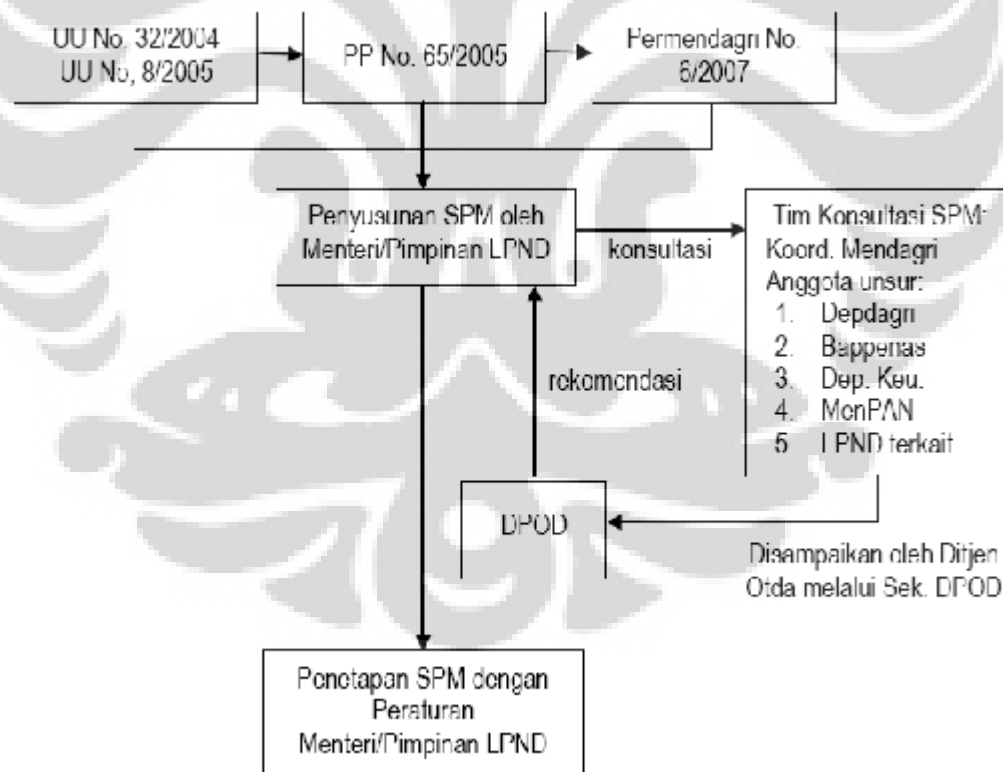 UU No. 32/2004
UU No, 8/2005
PP No. 65/2005
Permendagri No.
6/2007
Penyusunan SPM oleh
Menteri/Pimpinan LPND
konsultasi
Tim Konsultasi SPM:
Koord. Mendagri
Anggota unsur:
1. Depdagri
2. Bappenas
3. Dep. Keu.
4. MenPAN
5 LPND terkait
rekomendasi
DPOD
Disampaikan oleh Ditjen
Otda melalui Sek. DPOD
Penetapan SPM dengan
Peraturan
Menteri/Pimpinan LPND